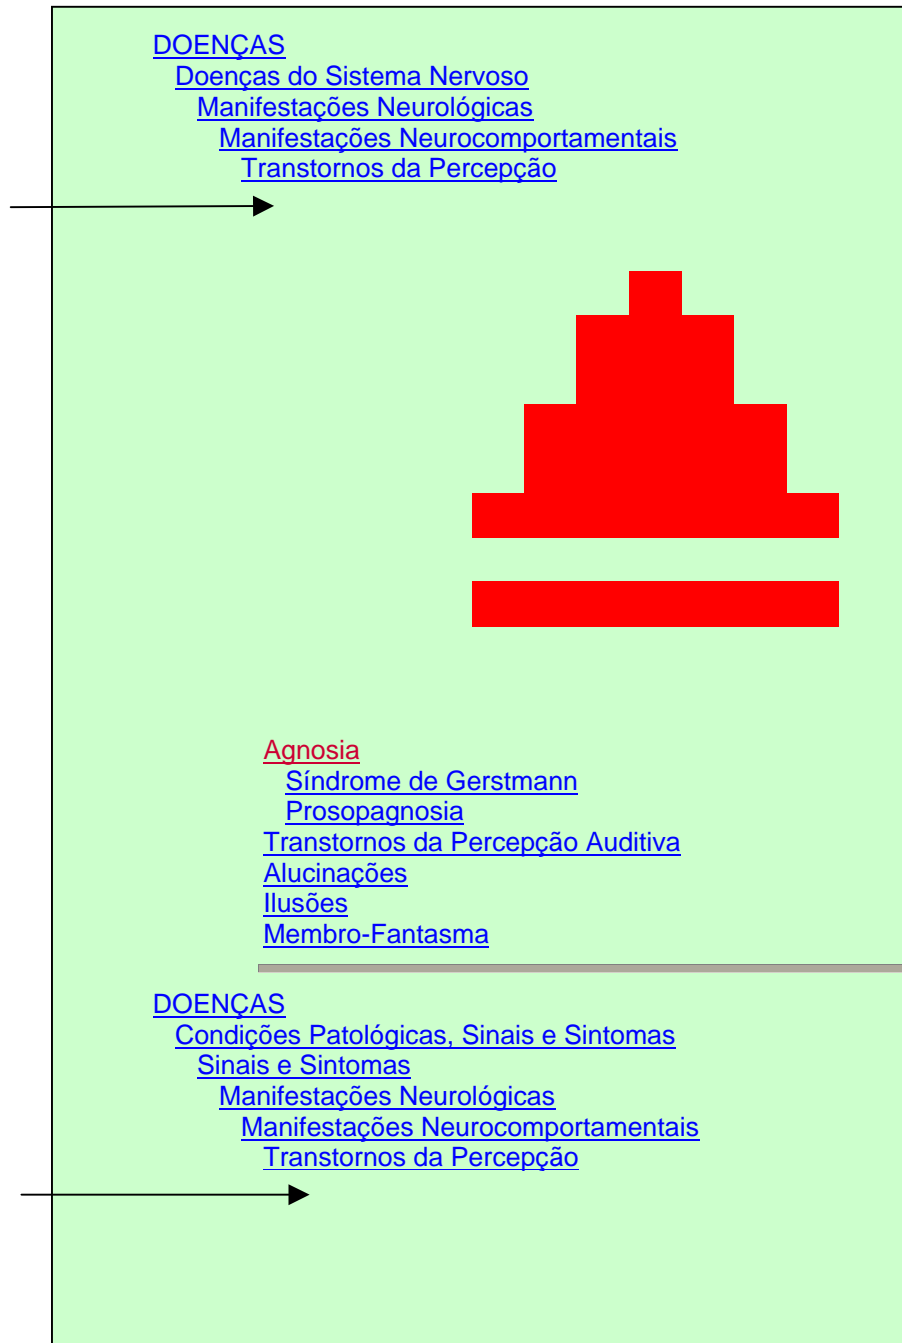 DOENÇAS
Doenças do Sistema Nervoso
Manifestações Neurológicas
Manifestações Neurocomportamentais
Transtornos da Percepção
Agnosia
Síndrome de Gerstmann
Prosopagnosia
Transtornos da Percepção Auditiva
Alucinações
Ilusões
Membro-Fantasma
DOENÇAS
Condições Patológicas, Sinais e Sintomas
Sinais e Sintomas
Manifestações Neurológicas
Manifestações Neurocomportamentais
Transtornos da Percepção